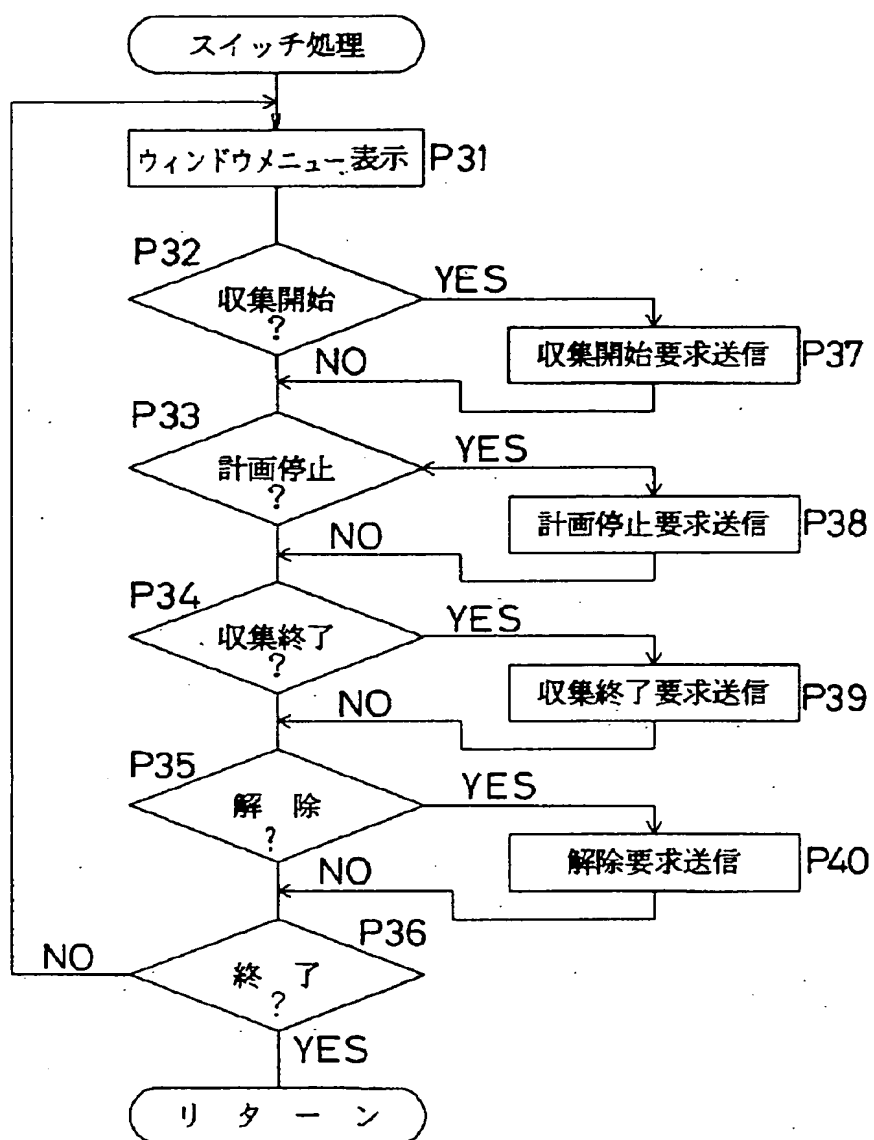 スイッチ処理
ウィンドウメニュー表示 P31
P32
収集開始
?
YES
収集開始要求送信 P37
NO
P33
計画停止
?
YES
計画停止要求送信 P38
NO
P34
収集終了
?
YES
収集終了要求送信 P39
NO
P35
解除
?
YES
解除要求送信 P40
NO
P36
終了
?
NO
YES
リターン